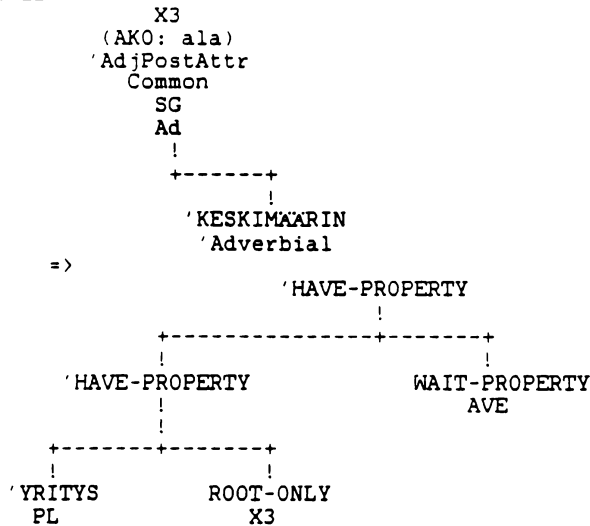 X3
(AKO: ala)
'AdjPostAttr
Common
SG
Ad
!
+------+
!
'KESKIMÄÄRIN
'Adverbial
=>
'HAVE-PROPERTY
!
+---------------+-------+
! !
'HAVE-PROPERTY WAIT-PROPERTY
! AVE
!
+-------+-------+
! !
'YRITYS ROOT-ONLY
PL X3